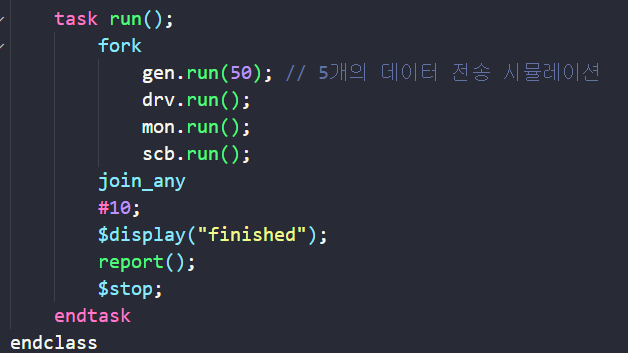 task run();
fork
gen.run(50); // 5개의 데이터 전송 시뮬레이션
drv.run();
mon.run();
scb.run();
join_any
#10;
$display("finished");
report();
$stop;
endtask
endclass